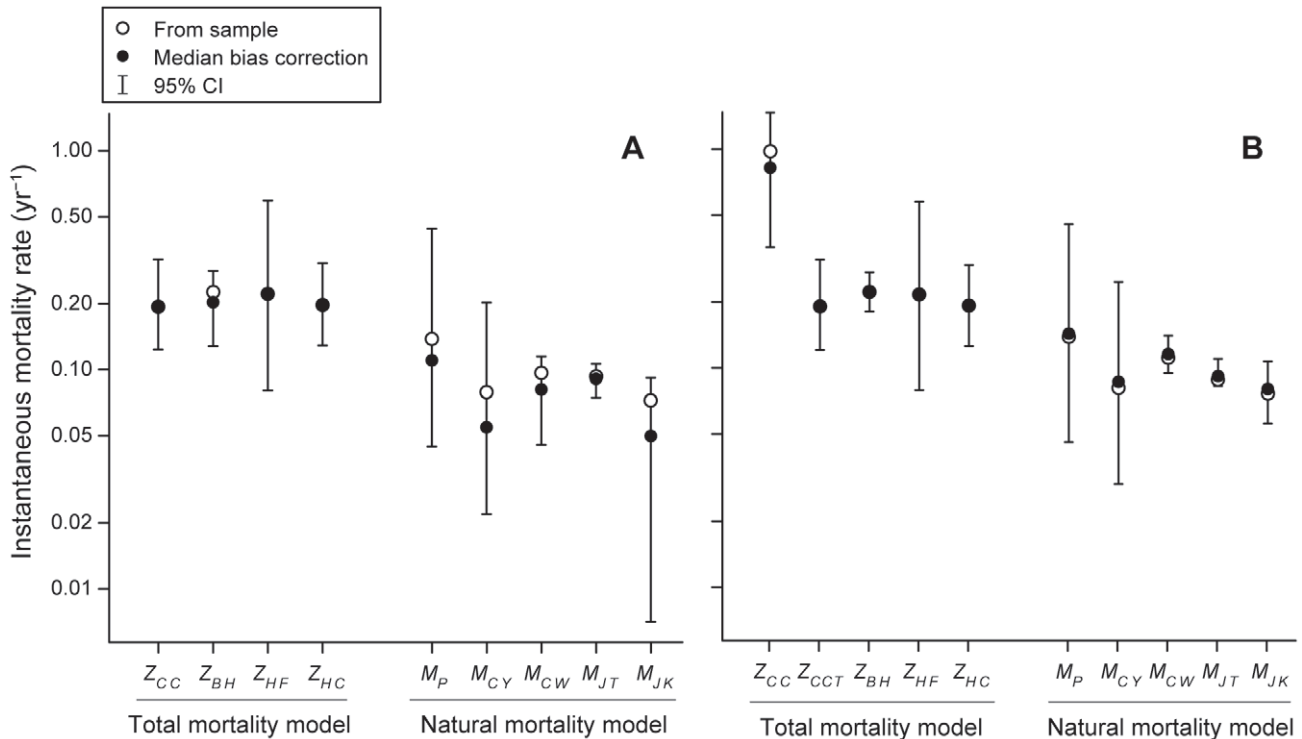 From sample
Median bias correction
95% CI
A
B
Instantaneous mortality rate (yr⁻¹)
1.00
0.50
0.20
0.10
0.05
0.02
0.01
Z_CC Z_BH Z_HF Z_HC M_P M_CY M_CW M_JT M_JK
Total mortality model Natural mortality model
Z_CC Z_CCT Z_BH Z_HF Z_HC M_P M_CY M_CW M_JT M_JK
Total mortality model Natural mortality model